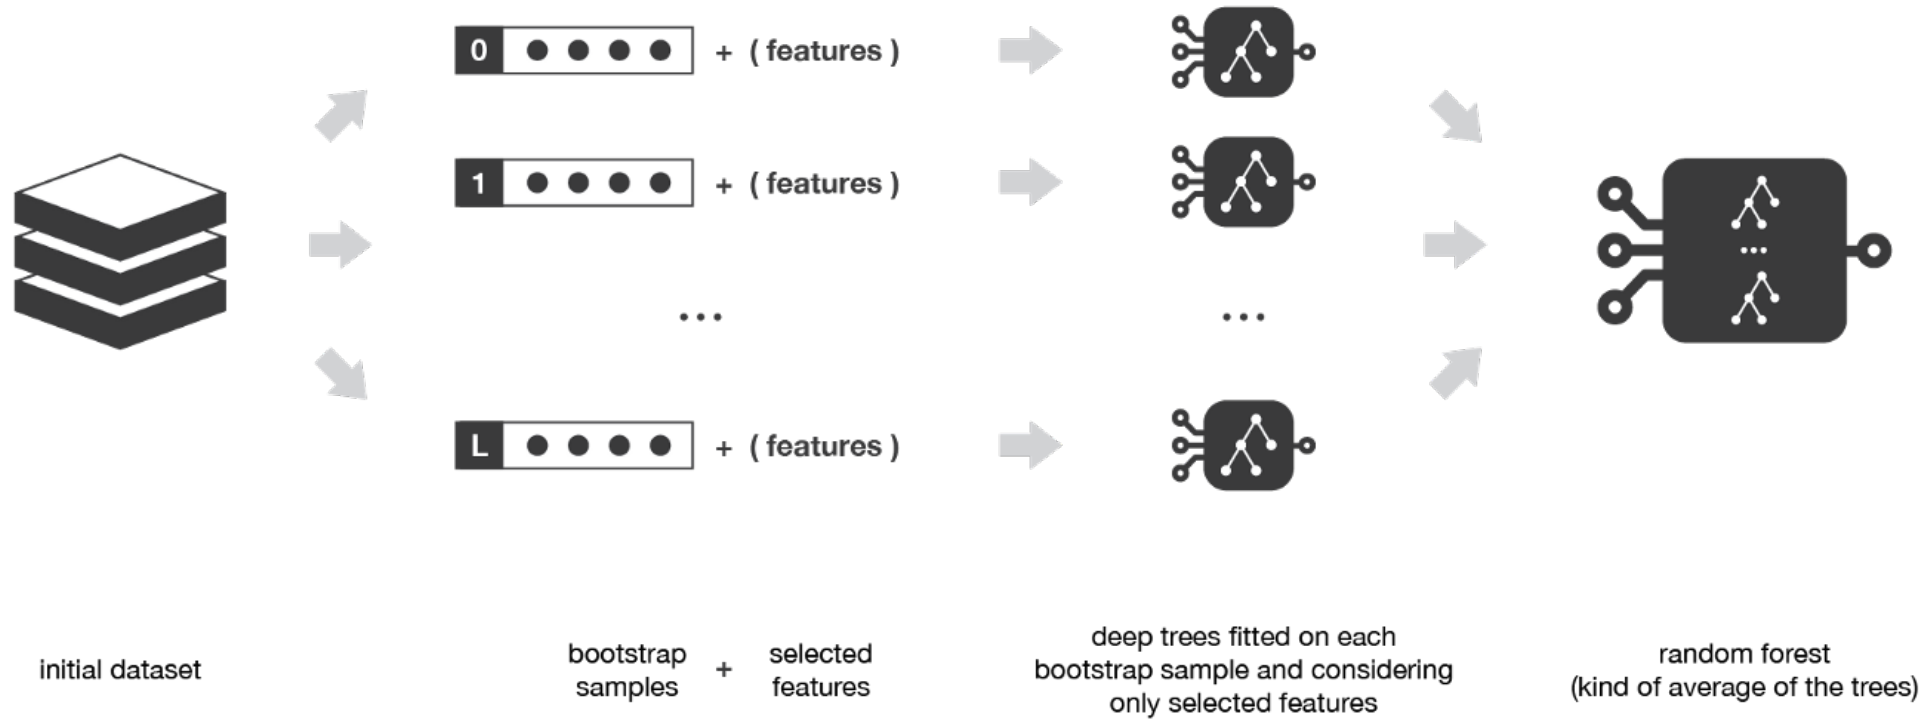 0 + ( features )
1 + ( features )
...
...
L + ( features )
initial dataset
bootstrap
samples
+
selected
features
deep trees fitted on each
bootstrap sample and considering
only selected features
random forest
(kind of average of the trees)